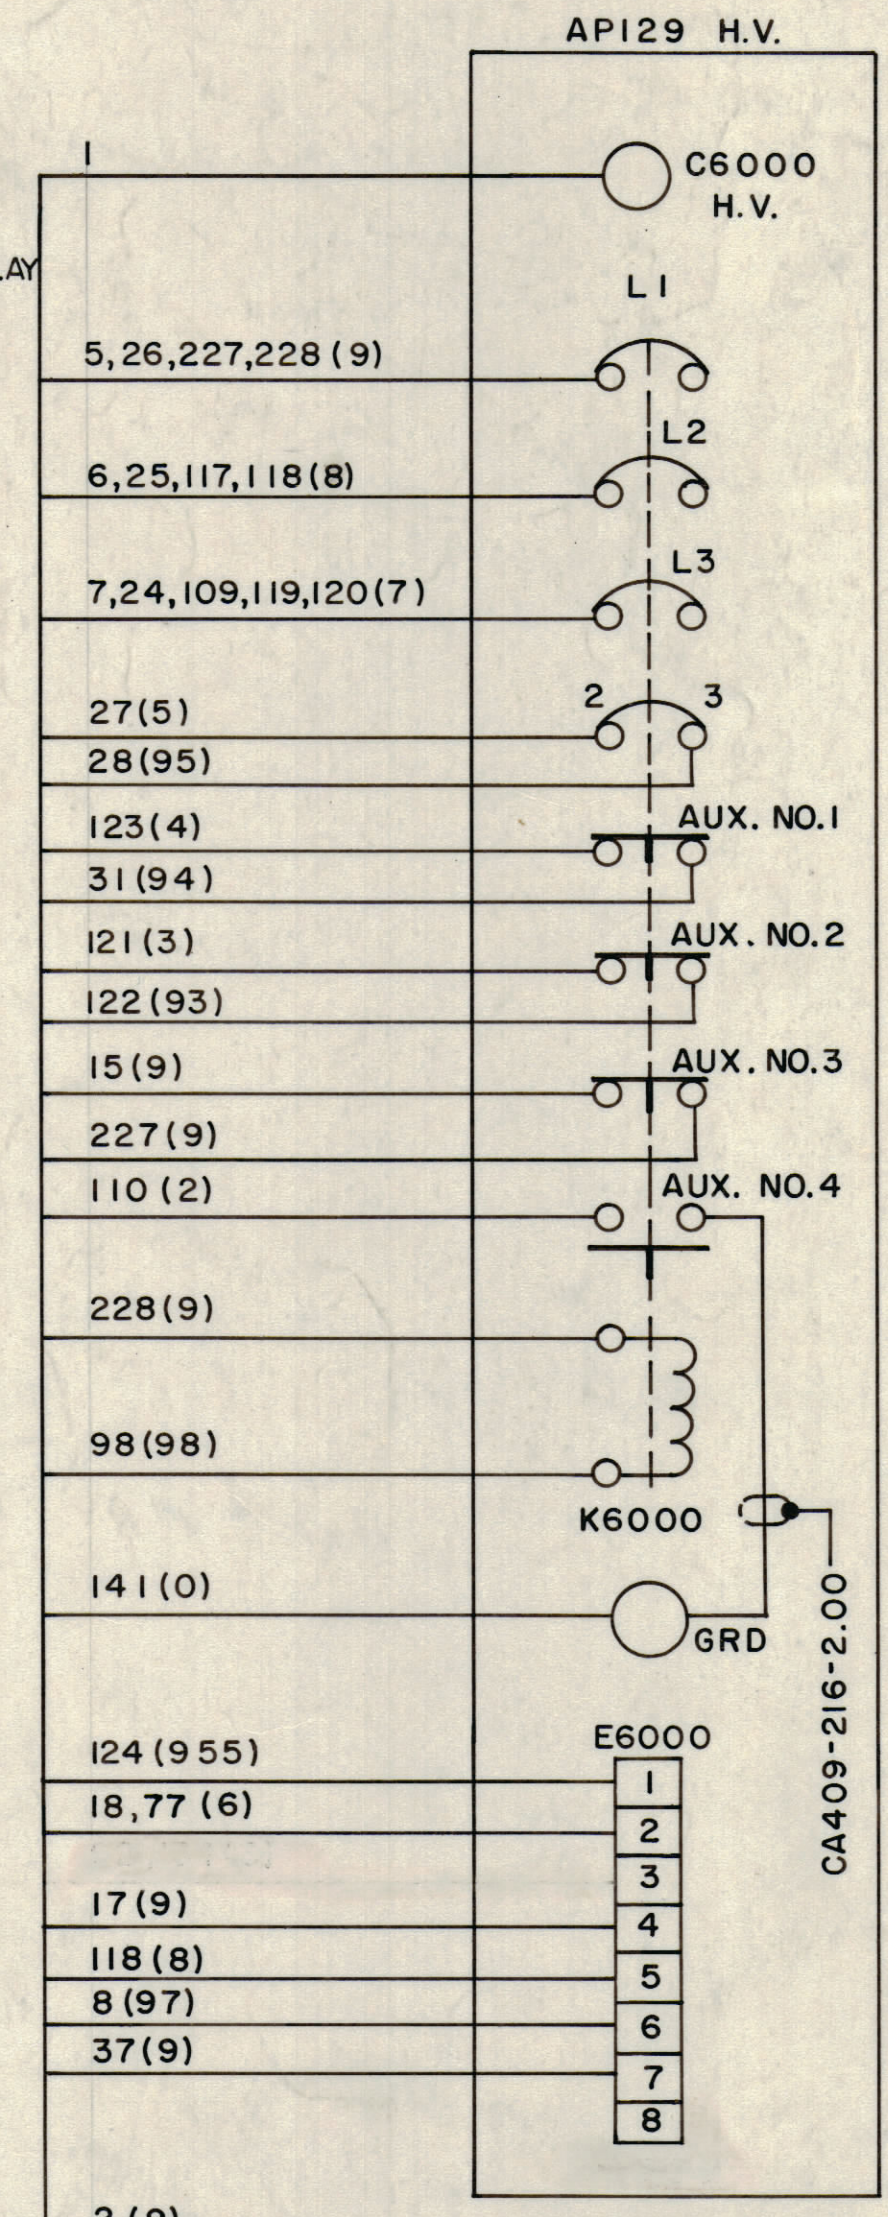 AP129 H.V.
1
C6000
H.V.
LAY
L1
5,26,227,228 (9)
L2
6,25,117,118(8)
L3
7,24,109,119,120(7)
2 3
27(5)
28(95)
AUX. NO.1
123(4)
31(94)
AUX. NO.2
121(3)
122(93)
AUX. NO.3
15(9)
227(9)
AUX. NO.4
110(2)
228(9)
98(98)
K6000
141(0)
GRD
CA409-216-2.00
E6000
124(955)
1
18,77(6)
2
3
17(9)
4
118(8)
5
8(97)
6
37(9)
7
8